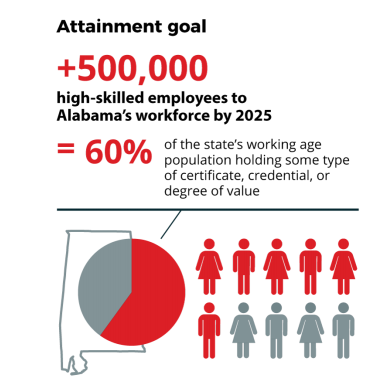 Attainment goal
+500,000
high-skilled employees to
Alabama's workforce by 2025
= 60%
of the state's working age
population holding some type
of certificate, credential, or
degree of value